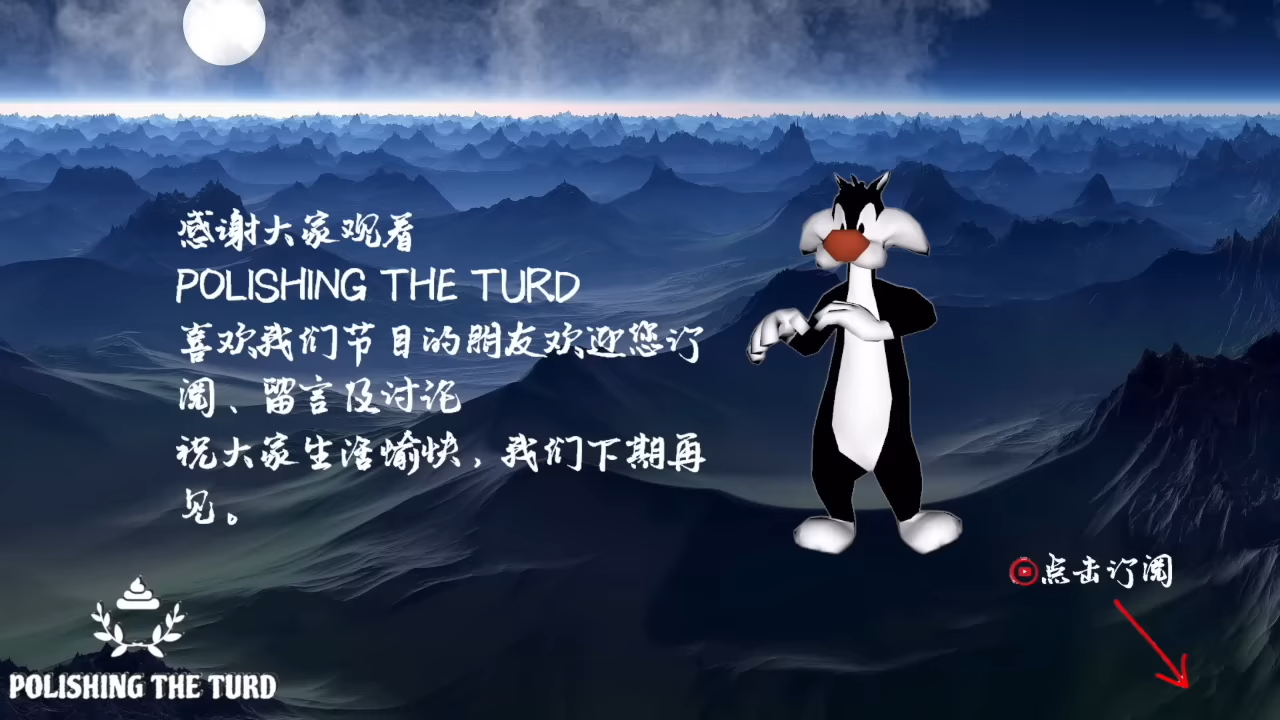 感谢大家观看
POLISHING THE TURD
喜欢我们节目的朋友欢迎您订
阅、留言及讨论
祝大家生活愉快，我们下期再
见。
点击订阅
POLISHING THE TURD